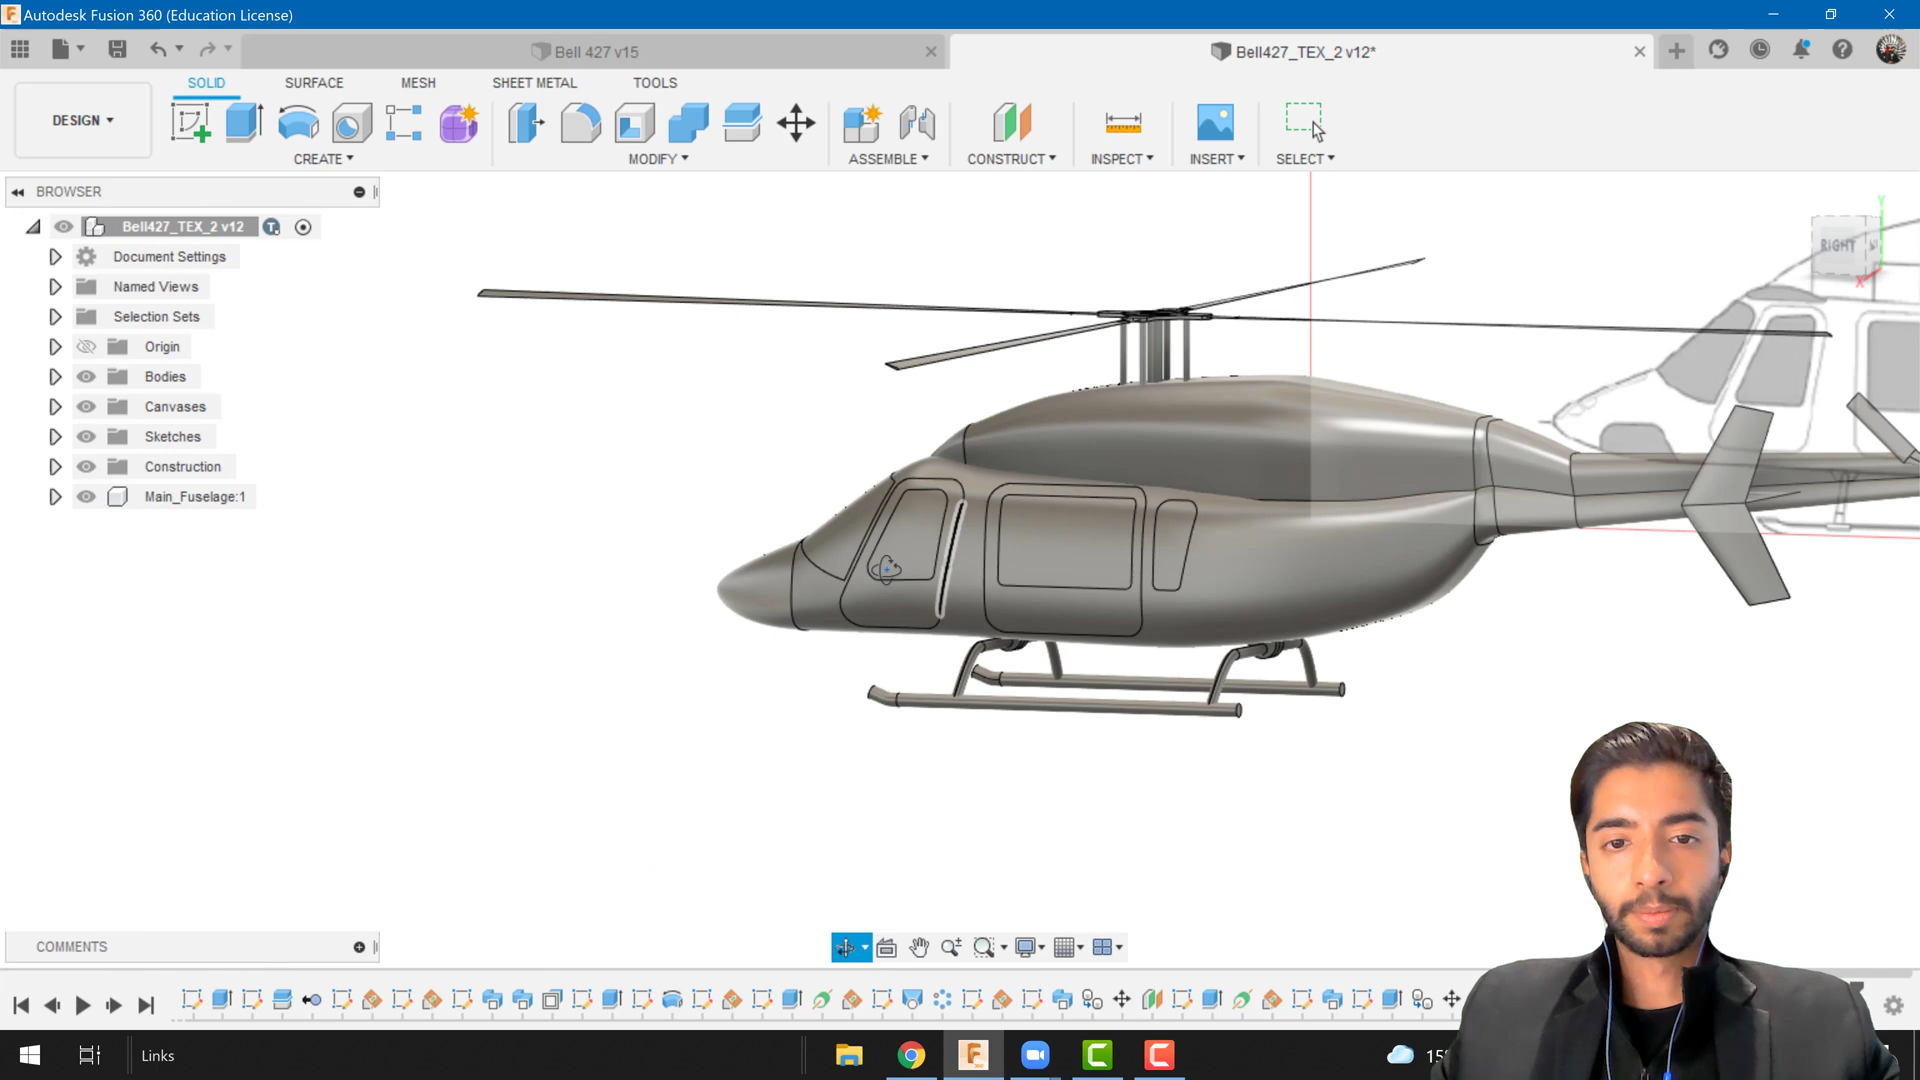 Autodesk Fusion 360 (Education License)
Bell 427 v15
Bell427_TEX_2 v12*
SOLID
SURFACE
MESH
SHEET METAL
TOOLS
DESIGN
CREATE
MODIFY
ASSEMBLE
CONSTRUCT
INSPECT
INSERT
SELECT
BROWSER
Bell427_TEX_2 v12
Document Settings
Named Views
Selection Sets
Origin
Bodies
Canvases
Sketches
Construction
Main_Fuselage:1
RIGHT
Y
X
COMMENTS
Links